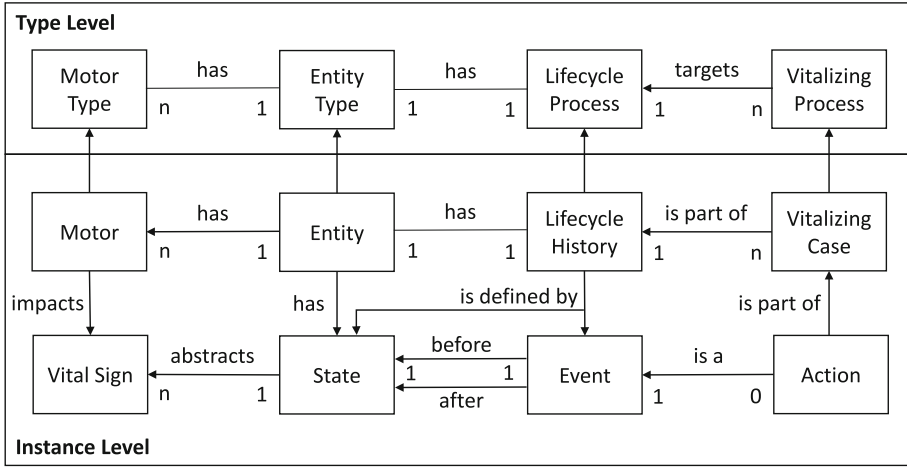 Type Level
Motor
Type
has
n
1
Entity
Type
has
1
1
Lifecycle
Process
targets
1
n
Vitalizing
Process
Motor
has
n
1
Entity
has
1
1
Lifecycle
History
is part of
1
n
Vitalizing
Case
impacts
has
is defined by
is part of
Vital Sign
abstracts
n
1
State
before
1
1
after
Event
is a
1
0
Action
Instance Level